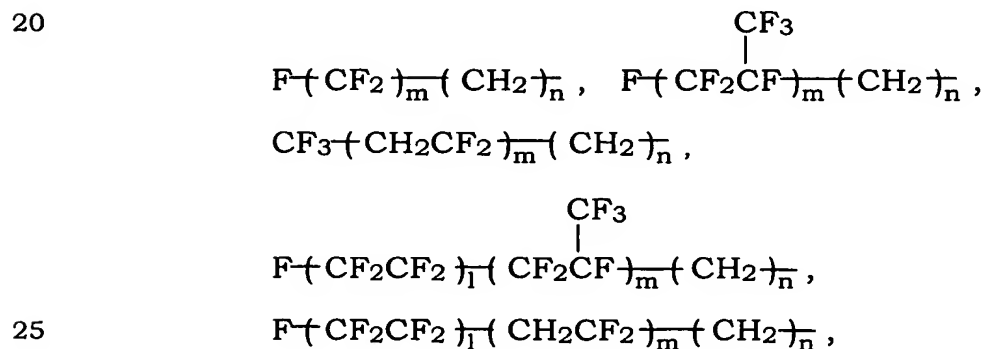 20 CF3
F-(CF2)m-(CH2)n, F-(CF2CF)m-(CH2)n,
CF3-(CH2CF2)m-(CH2)n,
CF3
F-(CF2CF2)l-(CF2CF)m-(CH2)n,
25 F-(CF2CF2)l-(CH2CF2)m-(CH2)n,